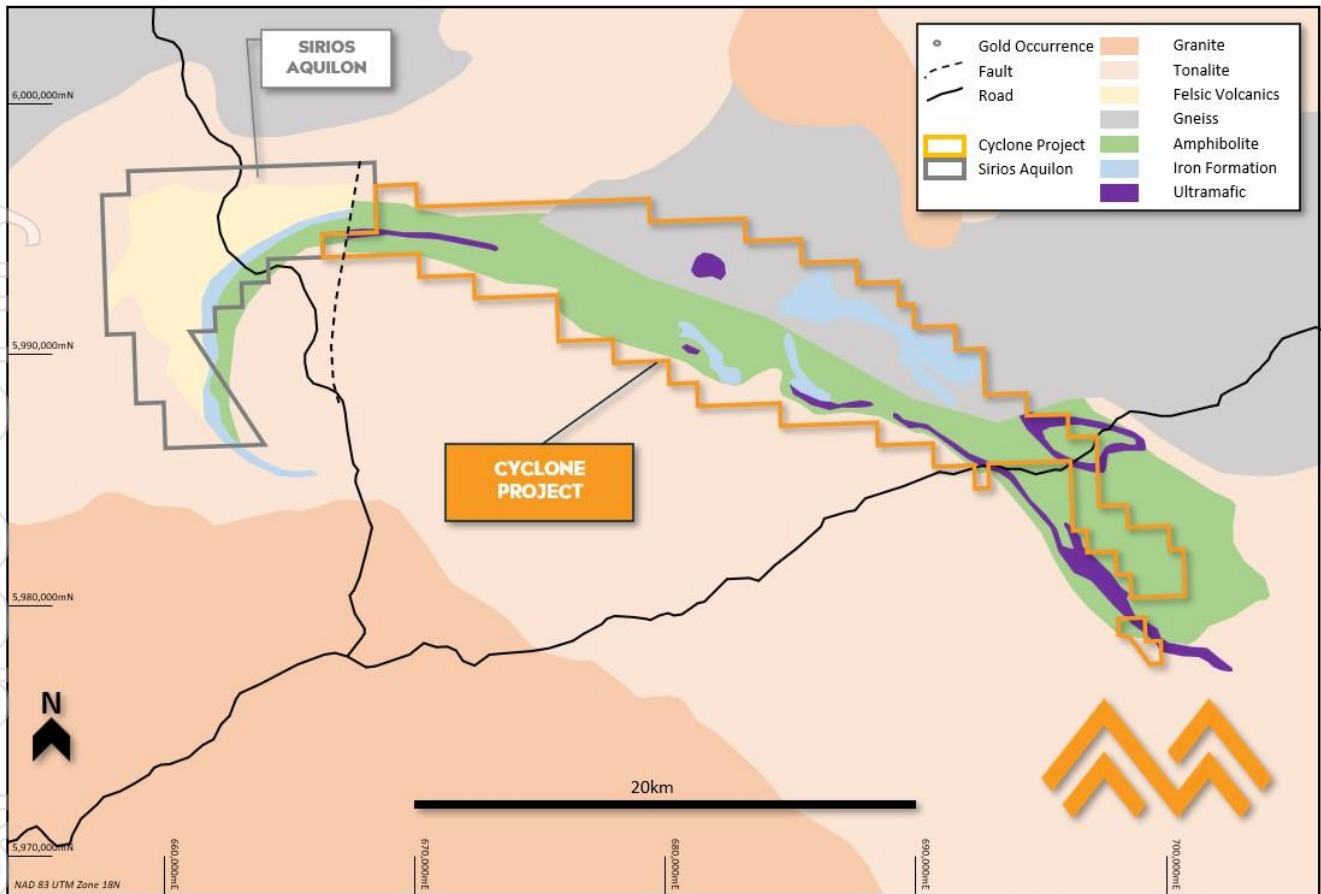 SIRIOS
AQUILON
Gold Occurrence
Fault
Road
Cyclone Project
Sirios Aquilon
Granite
Tonalite
Felsic Volcanics
Gneiss
Amphibolite
Iron Formation
Ultramafic
6,000,000mN
5,990,000mN
CYCLONE
PROJECT
5,980,000mN
N
20km
5,970,000mN
660,000mE
670,000mE
680,000mE
690,000mE
700,000mE
NAD 83 UTM Zone 18N